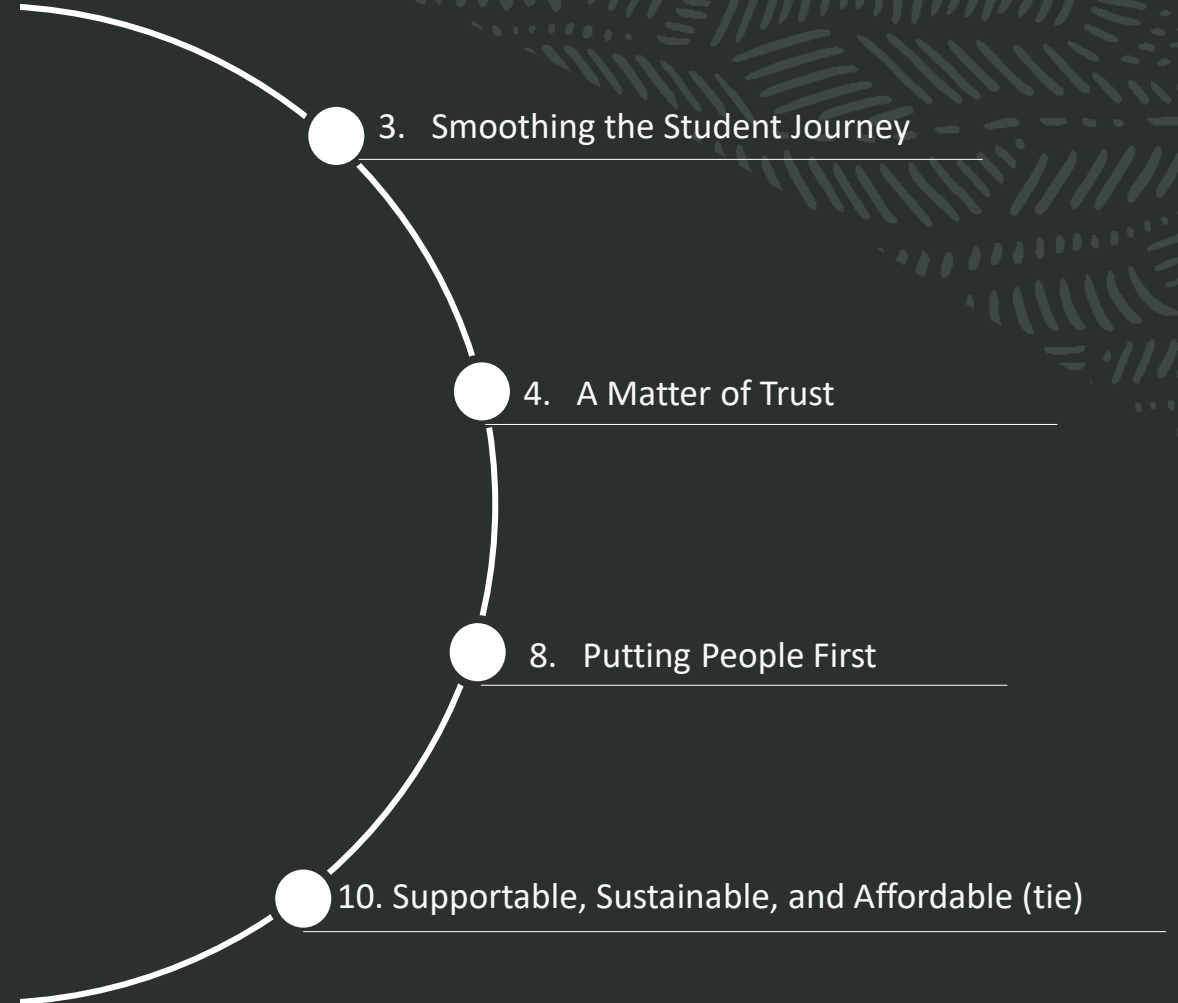 3. Smoothing the Student Journey
4. A Matter of Trust
8. Putting People First
10. Supportable, Sustainable, and Affordable (tie)